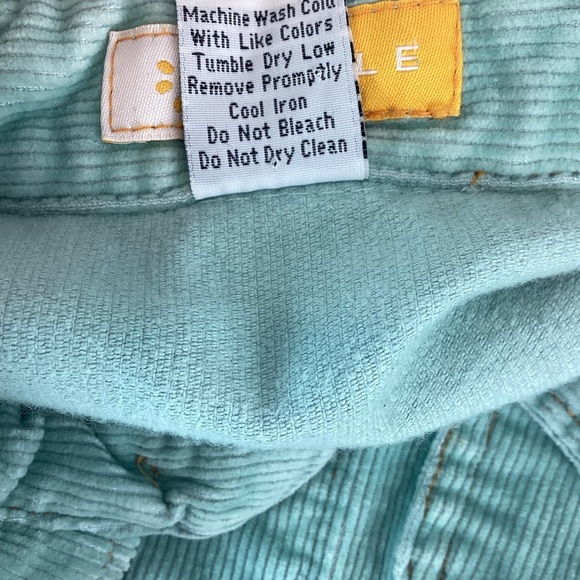 Machine Wash Cold
With Like Colors
Tumble Dry Low
Remove Promptly
Cool Iron
Do Not Bleach
Do Not Dry Clean
LE